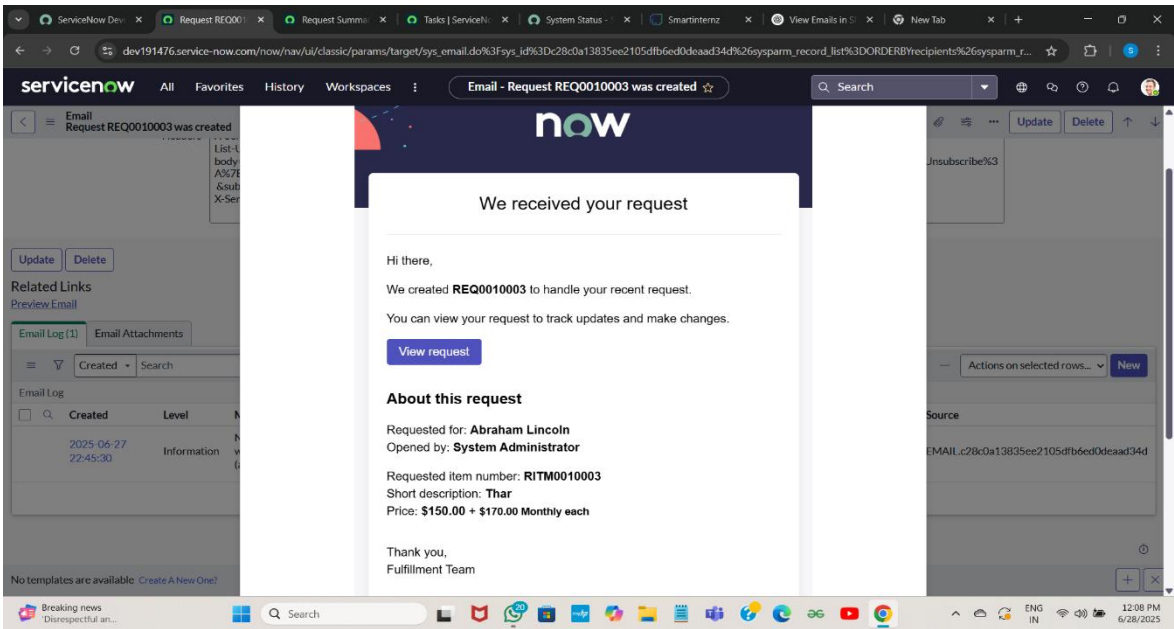 ServiceNow Dev
Request REQ001
Request Summa
Tasks | ServiceNo
System Status -
Smartinternz
View Emails in S
New Tab
dev191476.service-now.com/now/nav/ui/classic/params/target/sys_email.do%3Fsys_id%3Dc28c0a13835ee2105dfb6ed0deaad34d%26sysparm_record_list%3DORDERBYrecipients%26sysparm_r...
servicenow
All Favorites History Workspaces
Email - Request REQ0010003 was created
Search
Email
Request REQ0010003 was created
Update Delete
List-U
body
A%7E
&sub
X-Ser
Unsubscribe%3
now
We received your request
Hi there,
We created REQ0010003 to handle your recent request.
You can view your request to track updates and make changes.
View request
About this request
Requested for: Abraham Lincoln
Opened by: System Administrator
Requested item number: RITM0010003
Short description: Thar
Price: $150.00 + $170.00 Monthly each
Thank you,
Fulfillment Team
Update Delete
Related Links
Preview Email
Email Log (1) Email Attachments
Created Search
Actions on selected rows... New
Email Log
Created Level Source
2025-06-27
22:45:30
Information
EMAIL.c28c0a13835ee2105dfb6ed0deaad34d
No templates are available Create A New One?
Breaking news
'Disrespectful an...
Search
20
ENG
IN
12:08 PM
6/28/2025